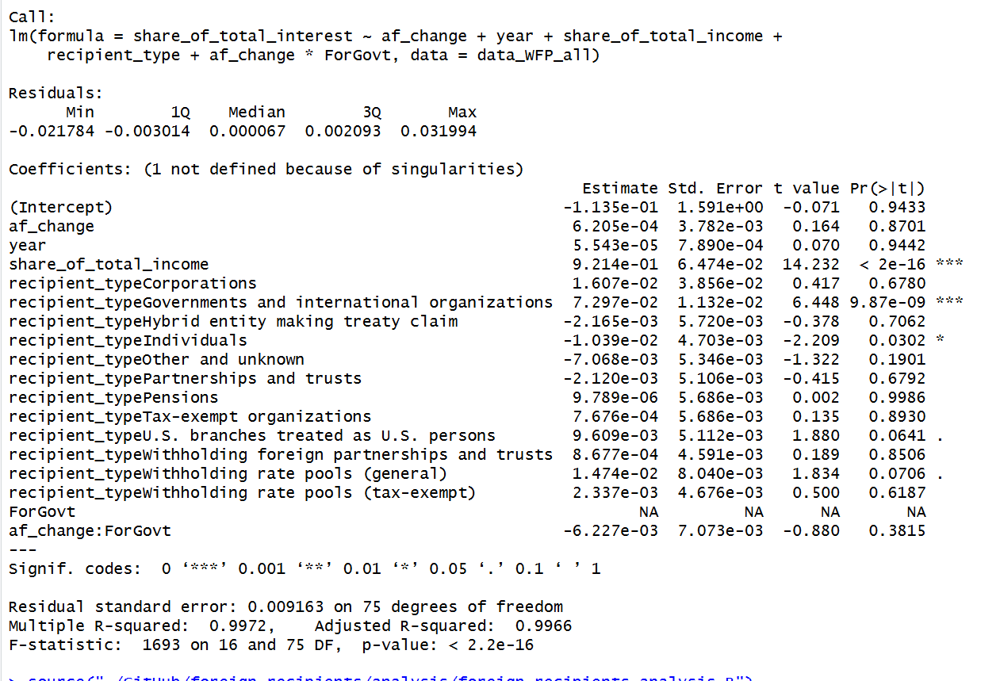 Call:
lm(formula = share_of_total_interest ~ af_change + year + share_of_total_income +
    recipient_type + af_change * ForGovt, data = data_WFP_all)
Residuals:
      Min        1Q    Median        3Q       Max
-0.021784 -0.003014  0.000067  0.002093  0.031994
Coefficients: (1 not defined because of singularities)
                                                           Estimate Std. Error t value Pr(>|t|)
(Intercept)                                              -1.135e-01  1.591e+00  -0.071   0.9433
af_change                                                 6.205e-04  3.782e-03   0.164   0.8701
year                                                      5.543e-05  7.890e-04   0.070   0.9442
share_of_total_income                                     9.214e-01  6.474e-02  14.232  < 2e-16 ***
recipient_typeCorporations                                1.607e-02  3.856e-02   0.417   0.6780
recipient_typeGovernments and international organizations  7.297e-02  1.132e-02   6.448 9.87e-09 ***
recipient_typeHybrid entity making treaty claim          -2.165e-03  5.720e-03  -0.378   0.7062
recipient_typeIndividuals                                -1.039e-02  4.703e-03  -2.209   0.0302 *
recipient_typeOther and unknown                          -7.068e-03  5.346e-03  -1.322   0.1901
recipient_typePartnerships and trusts                    -2.120e-03  5.106e-03  -0.415   0.6792
recipient_typePensions                                    9.789e-06  5.686e-03   0.002   0.9986
recipient_typeTax-exempt organizations                    7.676e-04  5.686e-03   0.135   0.8930
recipient_typeU.S. branches treated as U.S. persons       9.609e-03  5.112e-03   1.880   0.0641 .
recipient_typeWithholding foreign partnerships and trusts  8.677e-04  4.591e-03   0.189   0.8506
recipient_typeWithholding rate pools (general)            1.474e-02  8.040e-03   1.834   0.0706 .
recipient_typeWithholding rate pools (tax-exempt)         2.337e-03  4.676e-03   0.500   0.6187
ForGovt                                                          NA         NA      NA       NA
af_change:ForGovt                                        -6.227e-03  7.073e-03  -0.880   0.3815
---
Signif. codes:  0 ‘***’ 0.001 ‘**’ 0.01 ‘*’ 0.05 ‘.’ 0.1 ‘ ’ 1
Residual standard error: 0.009163 on 75 degrees of freedom
Multiple R-squared:  0.9972,    Adjusted R-squared:  0.9966
F-statistic:  1693 on 16 and 75 DF,  p-value: < 2.2e-16
> source("~/GitHub/foreign_recipients/analysis/foreign_recipients_analysis.R")